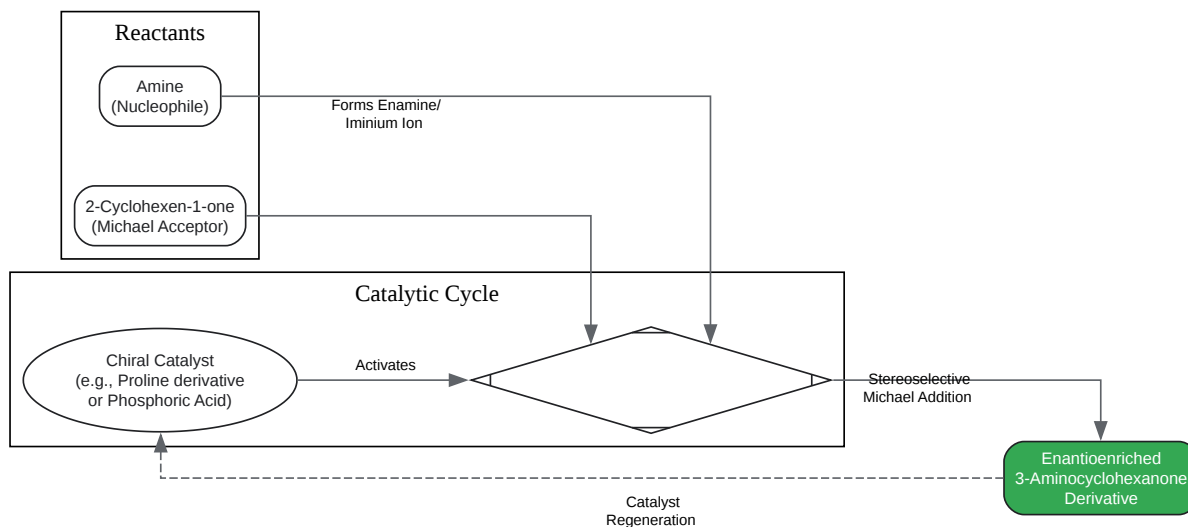 Reactants
Amine
(Nucleophile)
Forms Enamine/
Iminium Ion
2-Cyclohexen-1-one
(Michael Acceptor)
Catalytic Cycle
Chiral Catalyst
(e.g., Proline derivative
or Phosphoric Acid)
Activates
Stereoselective
Michael Addition
Enantioenriched
3-Aminocyclohexanone
Derivative
Catalyst
Regeneration